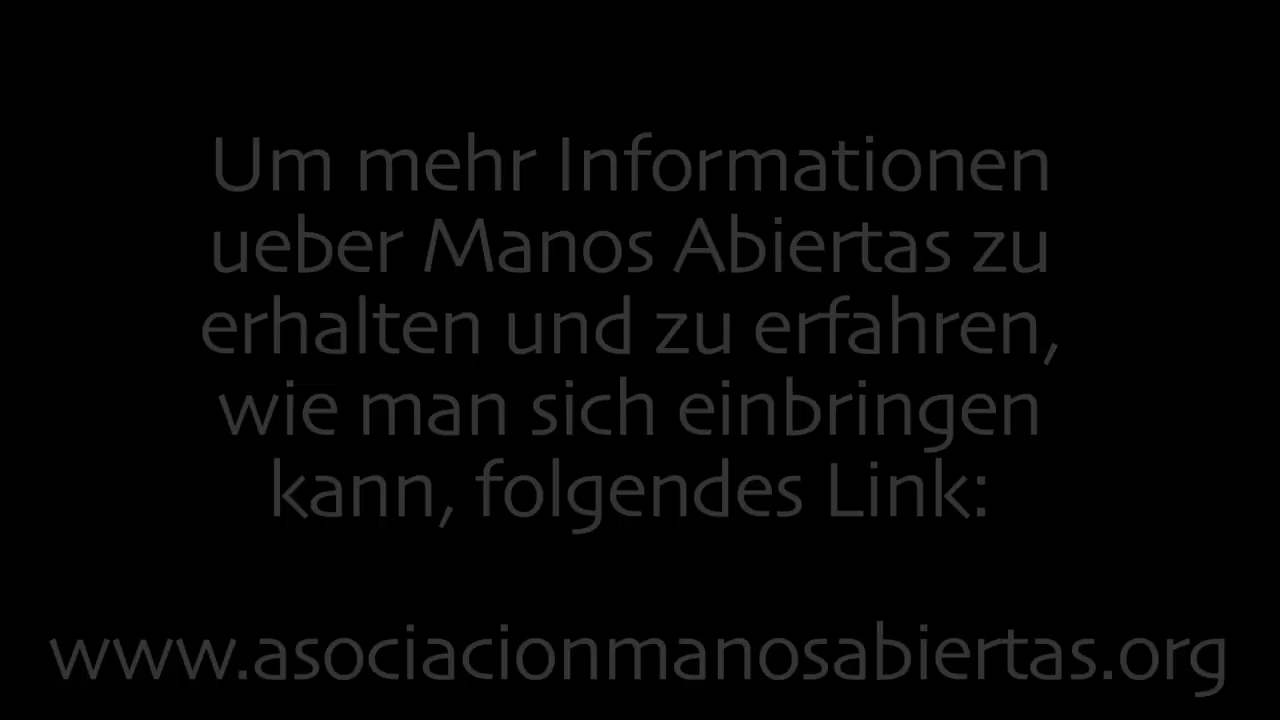 Um mehr Informationen
ueber Manos Abiertas zu
erhalten und zu erfahren,
wie man sich einbringen
kann, folgendes Link:
www.asociacionmanosabiertas.org